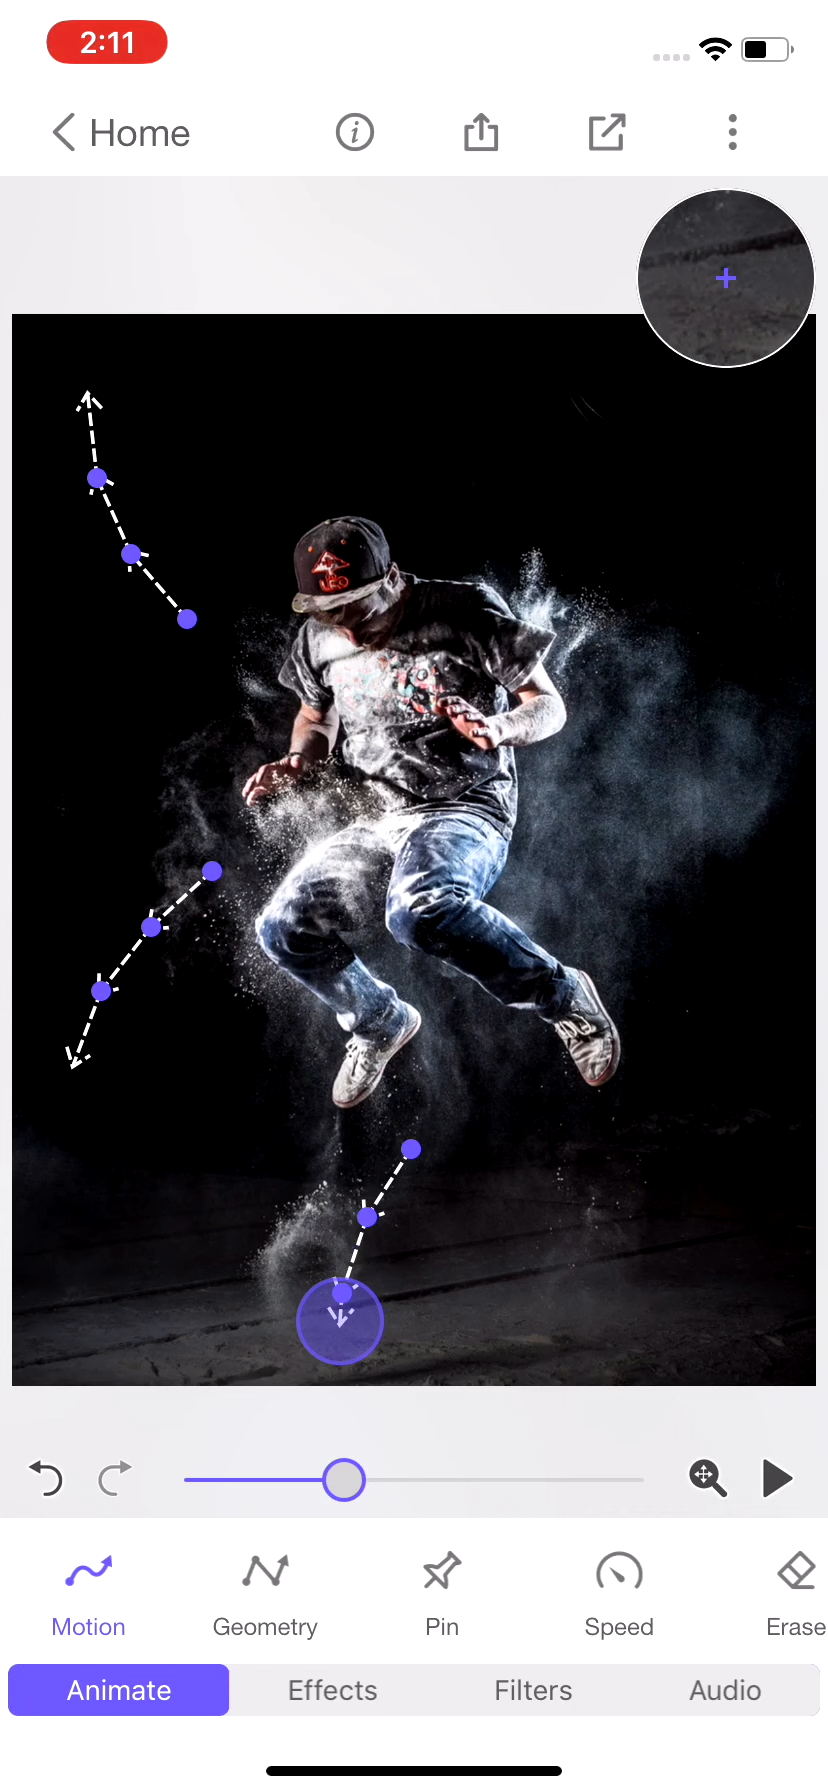 2:11
Home
Motion
Geometry
Pin
Speed
Erase
Animate
Effects
Filters
Audio